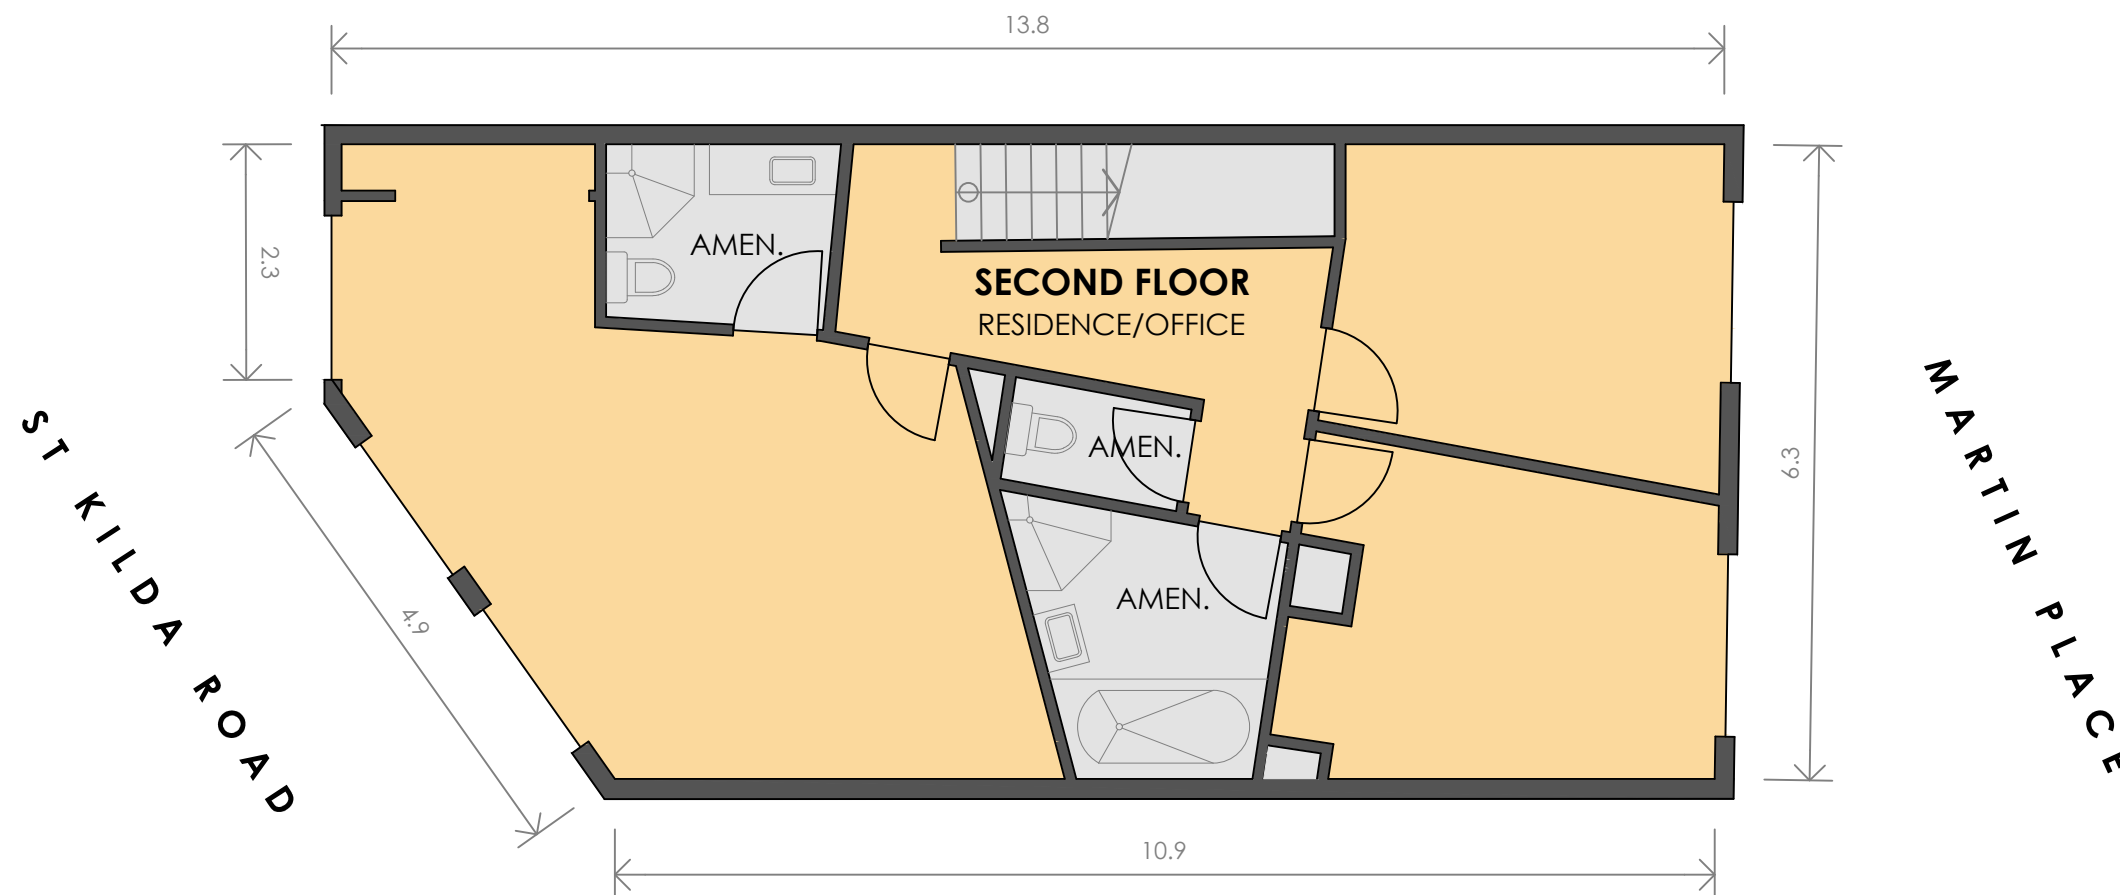 13.8
2.3
AMEN.
SECOND FLOOR
RESIDENCE/OFFICE
AMEN.
6.3
ST KILDA ROAD
MARTIN PLACE
4.9
AMEN.
10.9